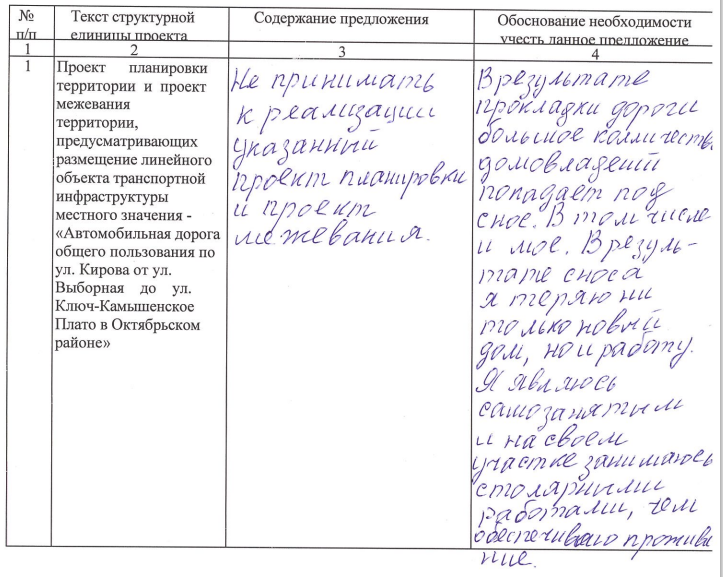 №
п/п
Текст структурной
единицы проекта
Содержание предложения
Обоснование необходимости
учесть данное предложение
1
2
3
4
1
Проект планировки
территории и проект
межевания
территории,
предусматривающих
размещение линейного
объекта транспортной
инфраструктуры
местного значения -
«Автомобильная дорога
общего пользования по
ул. Кирова от ул.
Выборная до ул.
Ключ-Камышенское
Плато в Октябрьском
районе»
Не принимать
к реализации
указанный
проект планировки
и проект
межевания.
В результате
прокладки дороги
большое колличеств
домовладений
попадает под
снос. В том числе
и мое. В резуль-
тате сноса
я теряю ни
только новый
дом, но и работу.
Я являюсь
самозанятым
и на своем
участке занимаюсь
столярными
работами, чем
обеспечиваю прожива
ние.